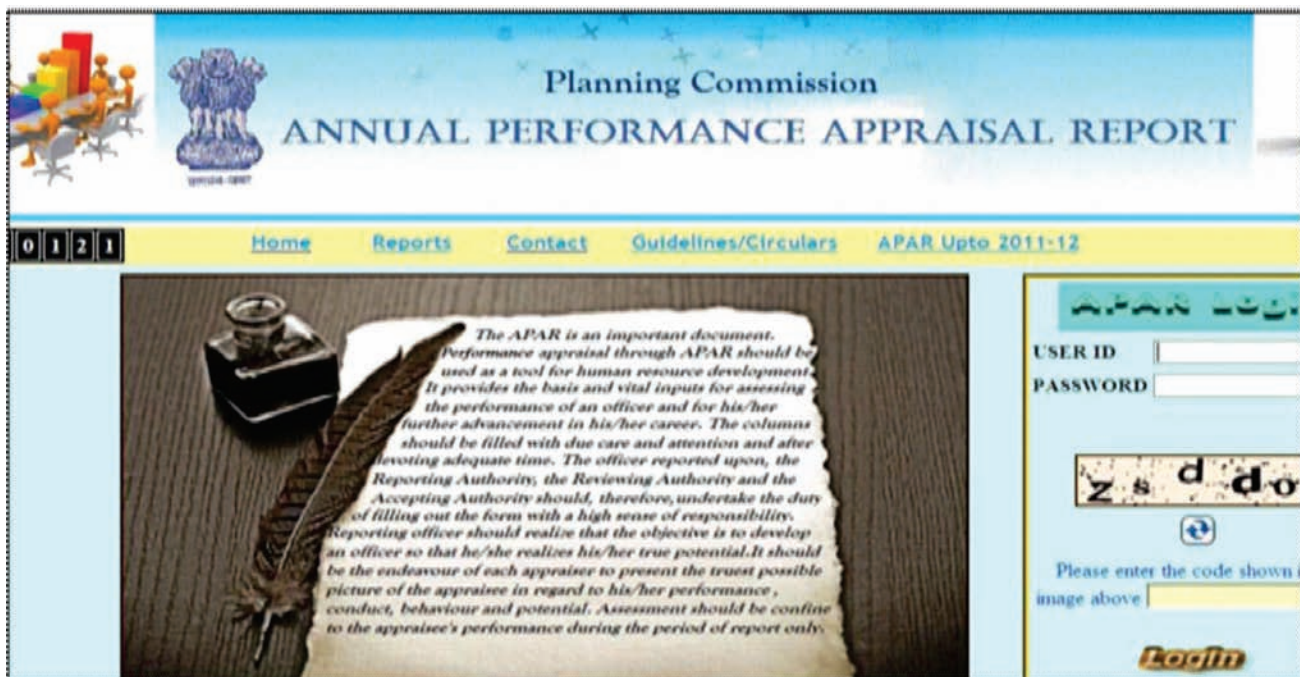 Planning Commission
ANNUAL PERFORMANCE APPRAISAL REPORT
0121
Home Reports Contact Guidelines/Circulars APAR Upto 2011-12
The APAR is an important document.
Performance appraisal through APAR should be
used as a tool for human resource development.
It provides the basis and vital inputs for assessing
the performance of an officer and for his/her
further advancement in his/her career. The columns
should be filled with due care and attention and after
devoting adequate time. The officer reported upon, the
Reporting Authority, the Reviewing Authority and the
Accepting Authority should, therefore, undertake the duty
of filling out the form with a high sense of responsibility.
Reporting officer should realize that the objective is to develop
an officer so that he/she realizes his/her true potential.It should
be the endeavour of each appraiser to present the truest possible
picture of the appraisee in regard to his/her performance ,
conduct, behaviour and potential. Assessment should be confine
to the appraisee's performance during the period of report only.
APAR Logi
USER ID
PASSWORD
z s d do
Please enter the code shown
image above
Login